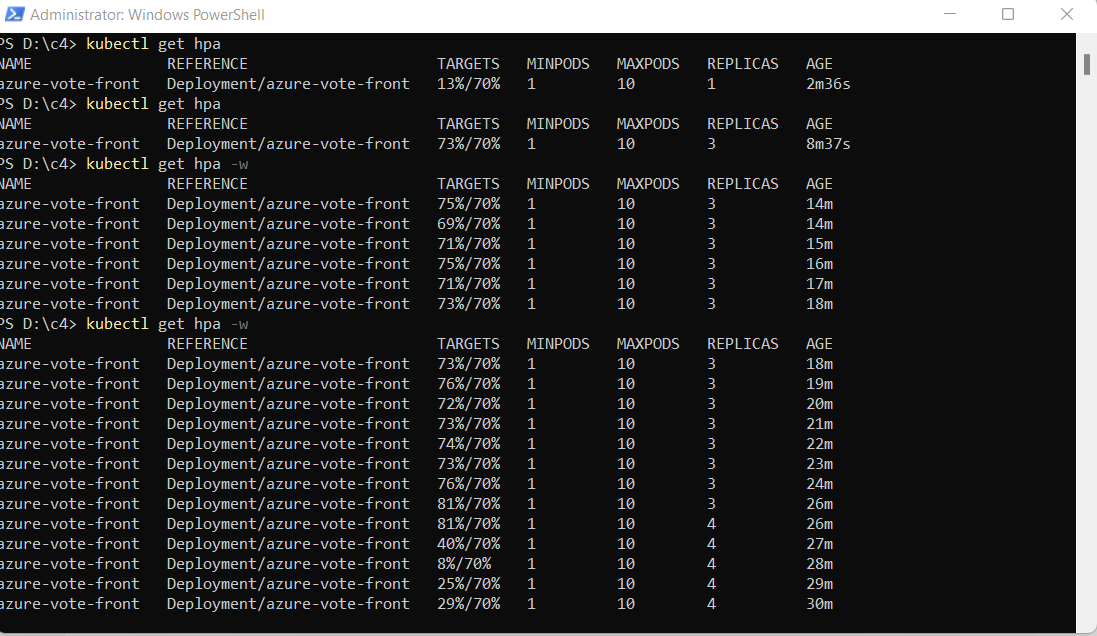 Administrator: Windows PowerShell
PS D:\c4> kubectl get hpa
NAME REFERENCE TARGETS MINPODS MAXPODS REPLICAS AGE
azure-vote-front Deployment/azure-vote-front 13%/70% 1 10 1 2m36s
PS D:\c4> kubectl get hpa
NAME REFERENCE TARGETS MINPODS MAXPODS REPLICAS AGE
azure-vote-front Deployment/azure-vote-front 73%/70% 1 10 3 8m37s
PS D:\c4> kubectl get hpa -w
NAME REFERENCE TARGETS MINPODS MAXPODS REPLICAS AGE
azure-vote-front Deployment/azure-vote-front 75%/70% 1 10 3 14m
azure-vote-front Deployment/azure-vote-front 69%/70% 1 10 3 14m
azure-vote-front Deployment/azure-vote-front 71%/70% 1 10 3 15m
azure-vote-front Deployment/azure-vote-front 75%/70% 1 10 3 16m
azure-vote-front Deployment/azure-vote-front 71%/70% 1 10 3 17m
azure-vote-front Deployment/azure-vote-front 73%/70% 1 10 3 18m
PS D:\c4> kubectl get hpa -w
NAME REFERENCE TARGETS MINPODS MAXPODS REPLICAS AGE
azure-vote-front Deployment/azure-vote-front 73%/70% 1 10 3 18m
azure-vote-front Deployment/azure-vote-front 76%/70% 1 10 3 19m
azure-vote-front Deployment/azure-vote-front 72%/70% 1 10 3 20m
azure-vote-front Deployment/azure-vote-front 73%/70% 1 10 3 21m
azure-vote-front Deployment/azure-vote-front 74%/70% 1 10 3 22m
azure-vote-front Deployment/azure-vote-front 73%/70% 1 10 3 23m
azure-vote-front Deployment/azure-vote-front 76%/70% 1 10 3 24m
azure-vote-front Deployment/azure-vote-front 81%/70% 1 10 3 26m
azure-vote-front Deployment/azure-vote-front 81%/70% 1 10 4 26m
azure-vote-front Deployment/azure-vote-front 40%/70% 1 10 4 27m
azure-vote-front Deployment/azure-vote-front 8%/70% 1 10 4 28m
azure-vote-front Deployment/azure-vote-front 25%/70% 1 10 4 29m
azure-vote-front Deployment/azure-vote-front 29%/70% 1 10 4 30m